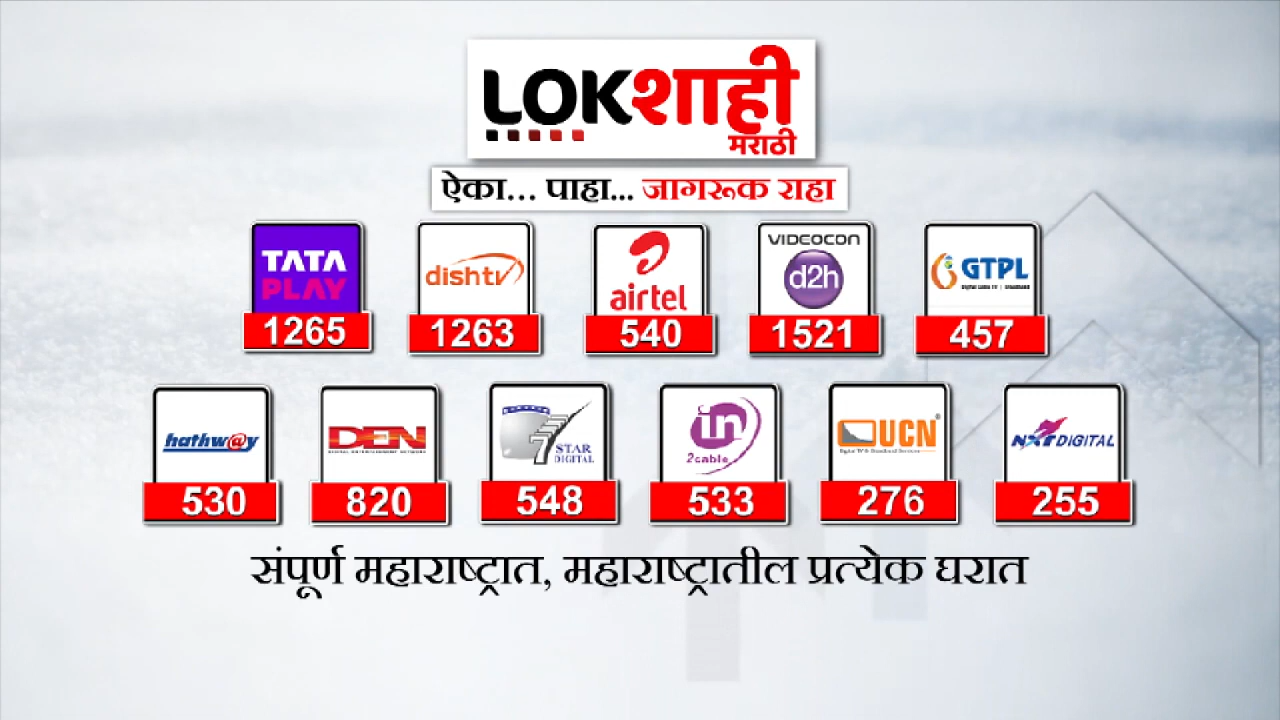 LOKशाही
मराठी
ऐका... पाहा... जागरूक राहा
TATA PLAY
dishtv
airtel
VIDEOCON d2h
GTPL
1265 1263 540 1521 457
hathw@y
DEN
7 STAR DIGITAL
in 2cable
UCN
NXT DIGITAL
530 820 548 533 276 255
संपूर्ण महाराष्ट्रात, महाराष्ट्रातील प्रत्येक घरात